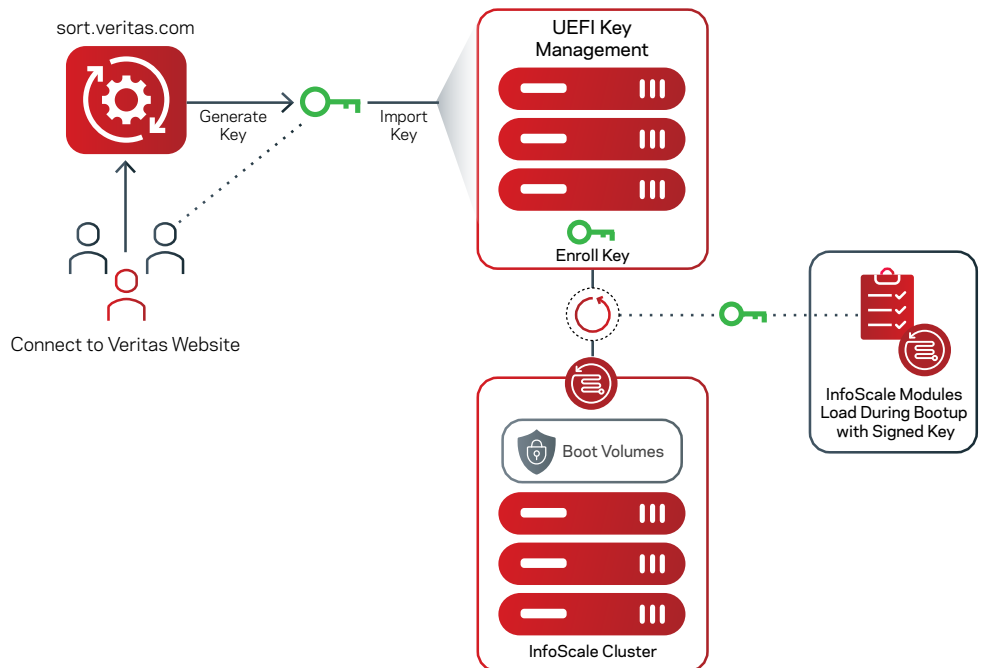 sort.veritas.com
Generate
Key
Import
Key
UEFI Key
Management
Enroll Key
Connect to Veritas Website
InfoScale Modules
Load During Bootup
with Signed Key
Boot Volumes
InfoScale Cluster